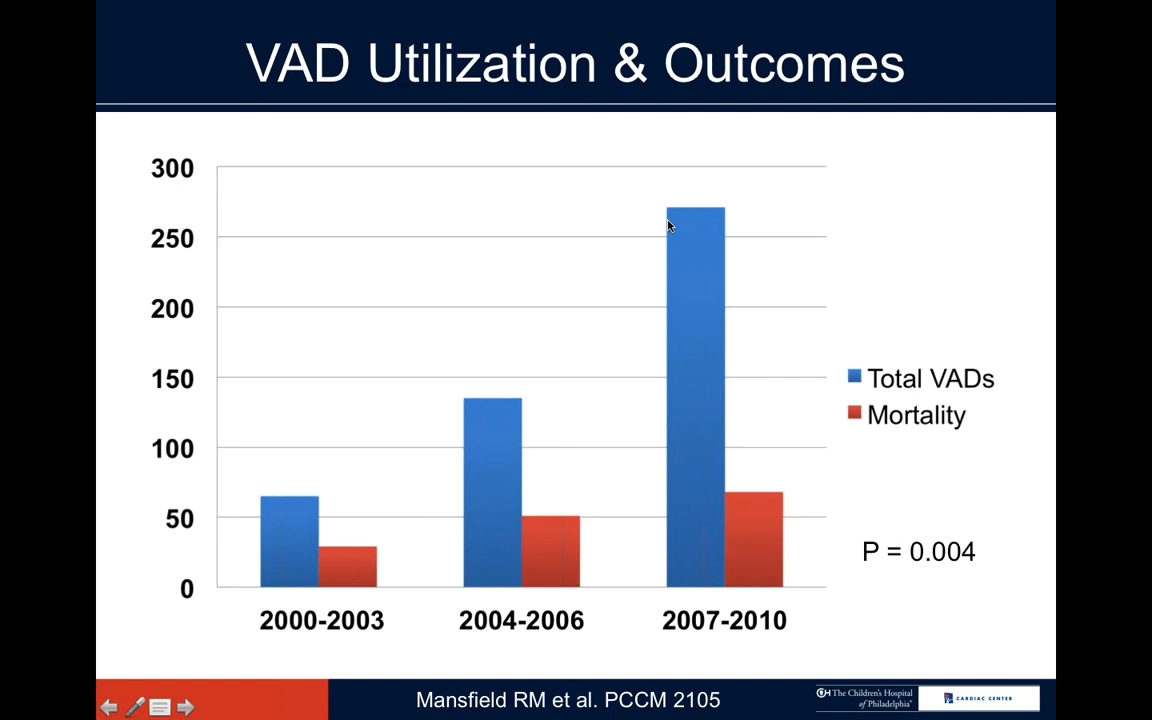 VAD Utilization & Outcomes
300
250
200
150
100
50
0
2000-2003
2004-2006
2007-2010
Total VADs
Mortality
P = 0.004
Mansfield RM et al. PCCM 2105
The Children's Hospital
of Philadelphia
CARDIAC CENTER